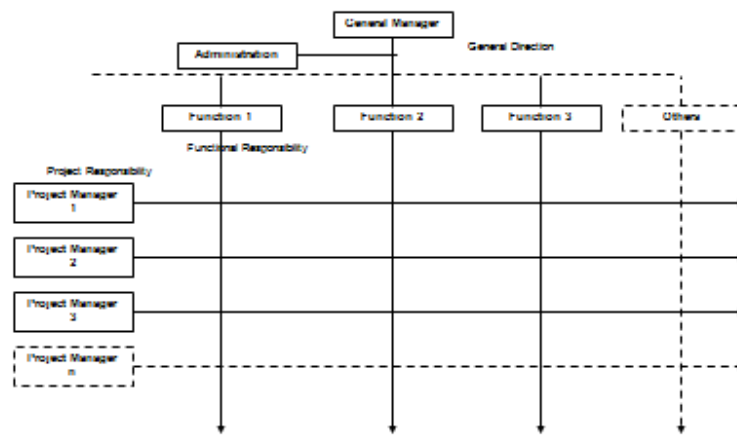 General Manager
General Direction
Administration
Function 1
Function 2
Function 3
Others
Functional Responsibility
Project Responsibility
Project Manager
1
Project Manager
2
Project Manager
3
Project Manager
n